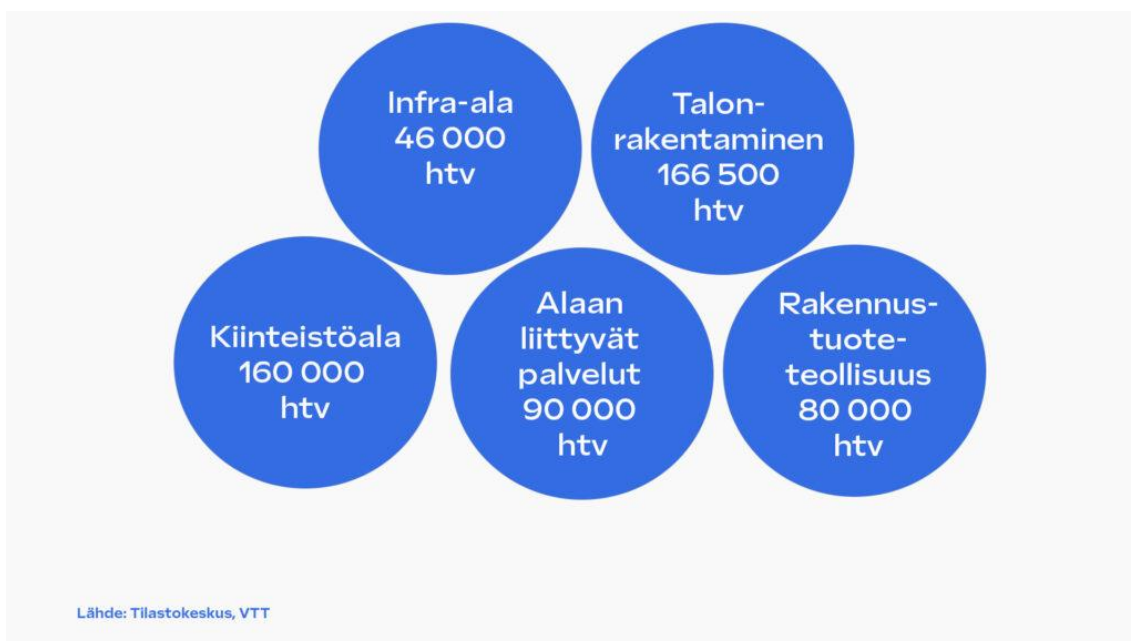 Infra-ala
46 000
htv
Talon-
rakentaminen
166 500
htv
Kiinteistöala
160 000
htv
Alaan
liittyvät
palvelut
90 000
htv
Rakennus-
tuote-
teollisuus
80 000
htv
Lähde: Tilastokeskus, VTT